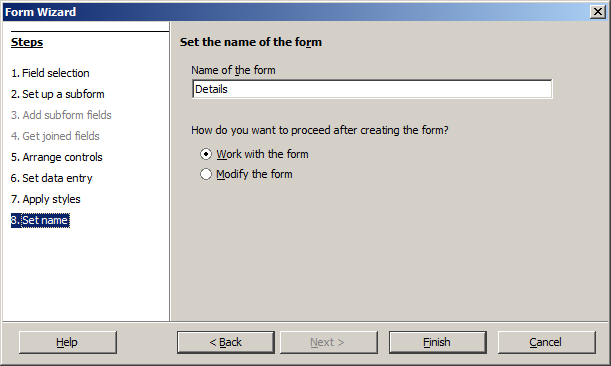 Form Wizard
Steps
1. Field selection
2. Set up a subform
3. Add subform fields
4. Get joined fields
5. Arrange controls
6. Set data entry
7. Apply styles
8. Set name
Set the name of the form
Name of the form
Details
How do you want to proceed after creating the form?
Work with the form
Modify the form
Help
< Back
Next >
Finish
Cancel